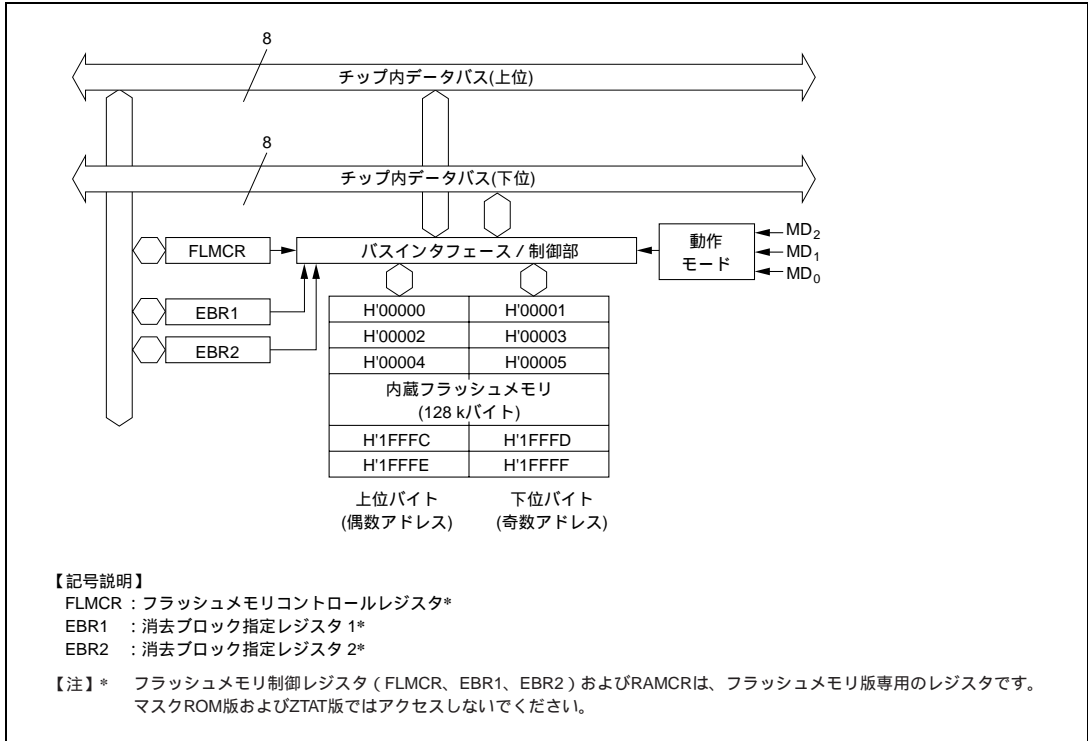 8
チップ内データバス(上位)
8
チップ内データバス(下位)
FLMCR
バスインタフェース / 制御部
動作
モード
MD2
MD1
MD0
EBR1
EBR2
H'00000 H'00001
H'00002 H'00003
H'00004 H'00005
内蔵フラッシュメモリ
(128 kバイト)
H'1FFFC H'1FFFD
H'1FFFE H'1FFFF
上位バイト 下位バイト
(偶数アドレス) (奇数アドレス)
【記号説明】
FLMCR : フラッシュメモリコントロールレジスタ*
EBR1 : 消去ブロック指定レジスタ 1*
EBR2 : 消去ブロック指定レジスタ 2*
【注】* フラッシュメモリ制御レジスタ(FLMCR、EBR1、EBR2)およびRAMCRは、フラッシュメモリ版専用のレジスタです。
マスクROM版およびZTAT版ではアクセスしないでください。